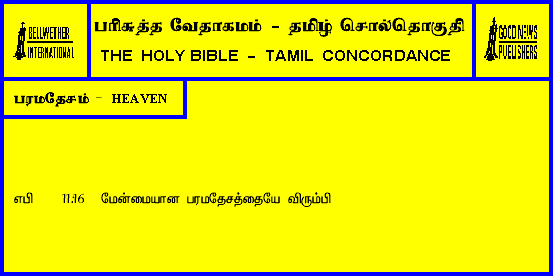 BELLWETHER
INTERNATIONAL
பரிசுத்த வேதாகமம் - தமிழ் சொல்தொகுதி
THE HOLY BIBLE - TAMIL CONCORDANCE
GOOD NEWS
PUBLISHERS
பரமதேசம் - HEAVEN
எபி 11:16 மேன்மையான பரமதேசத்தையே விரும்பி